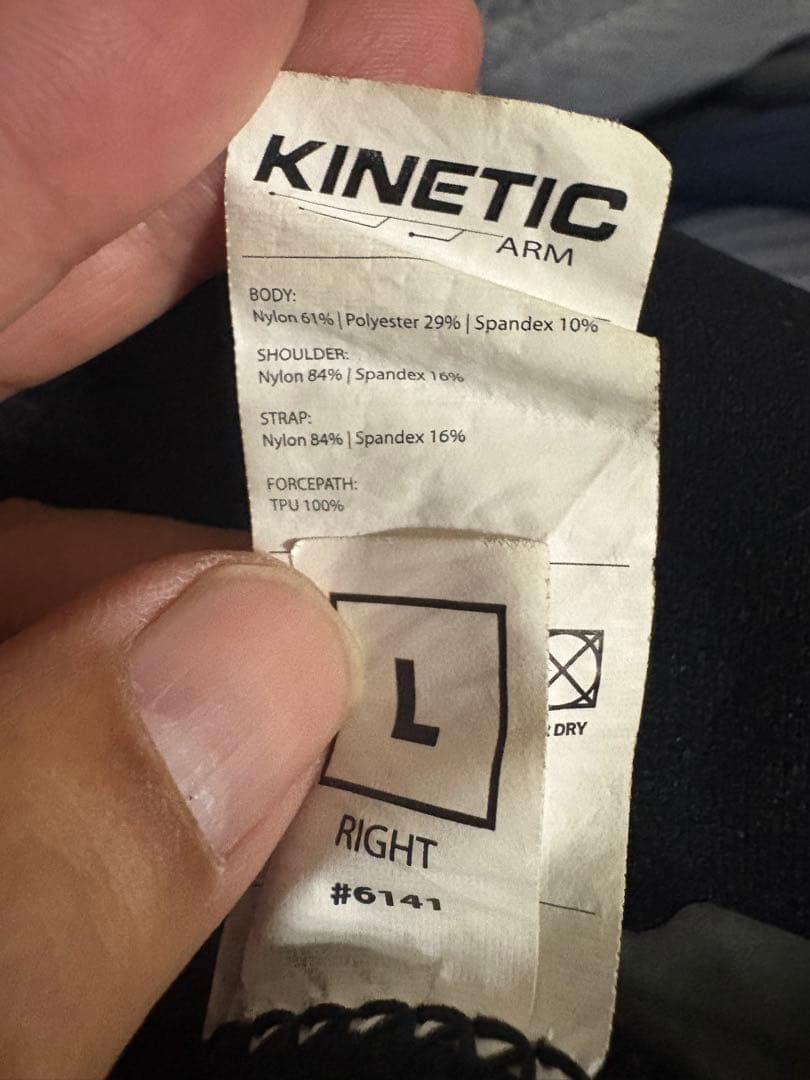 KINETIC
ARM
BODY:
Nylon 61% | Polyester 29% | Spandex 10%
SHOULDER:
Nylon 84% | Spandex 16%
STRAP:
Nylon 84% | Spandex 16%
FORCEPATH:
TPU 100%
L
DRY
RIGHT
#6141